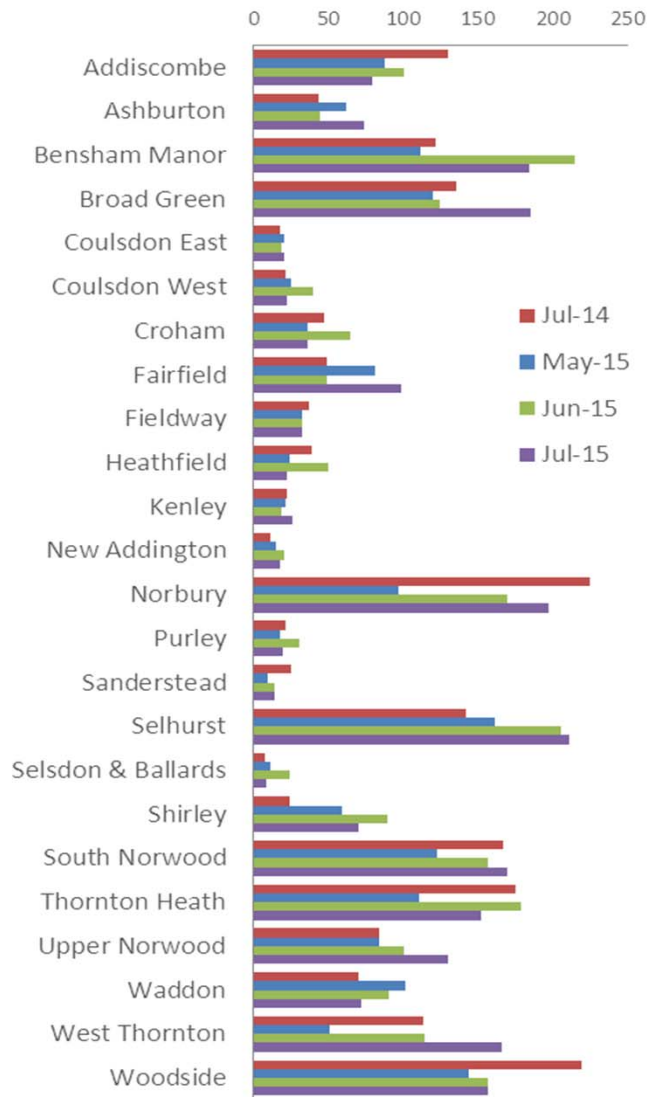 0 50 100 150 200 250
Addiscombe
Ashburton
Bensham Manor
Broad Green
Coulsdon East
Coulsdon West
Croham
Fairfield
Fieldway
Heathfield
Kenley
New Addington
Norbury
Purley
Sanderstead
Selhurst
Selsdon & Ballards
Shirley
South Norwood
Thornton Heath
Upper Norwood
Waddon
West Thornton
Woodside
Jul-14
May-15
Jun-15
Jul-15